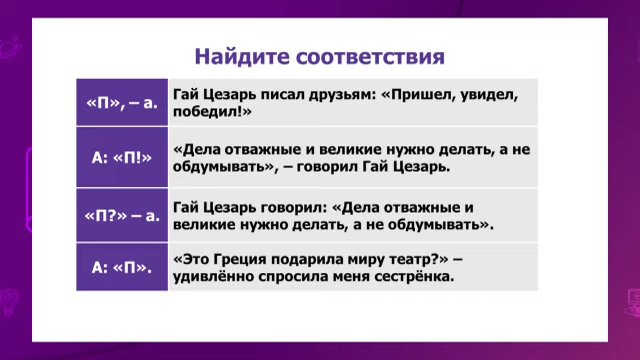 Найдите соответствия
«П», – а.
Гай Цезарь писал друзьям: «Пришел, увидел,
победил!»
А: «П!»
«Дела отважные и великие нужно делать, а не
обдумывать», – говорил Гай Цезарь.
«П?» – а.
Гай Цезарь говорил: «Дела отважные и
великие нужно делать, а не обдумывать».
А: «П».
«Это Греция подарила миру театр?» –
удивлённо спросила меня сестрёнка.